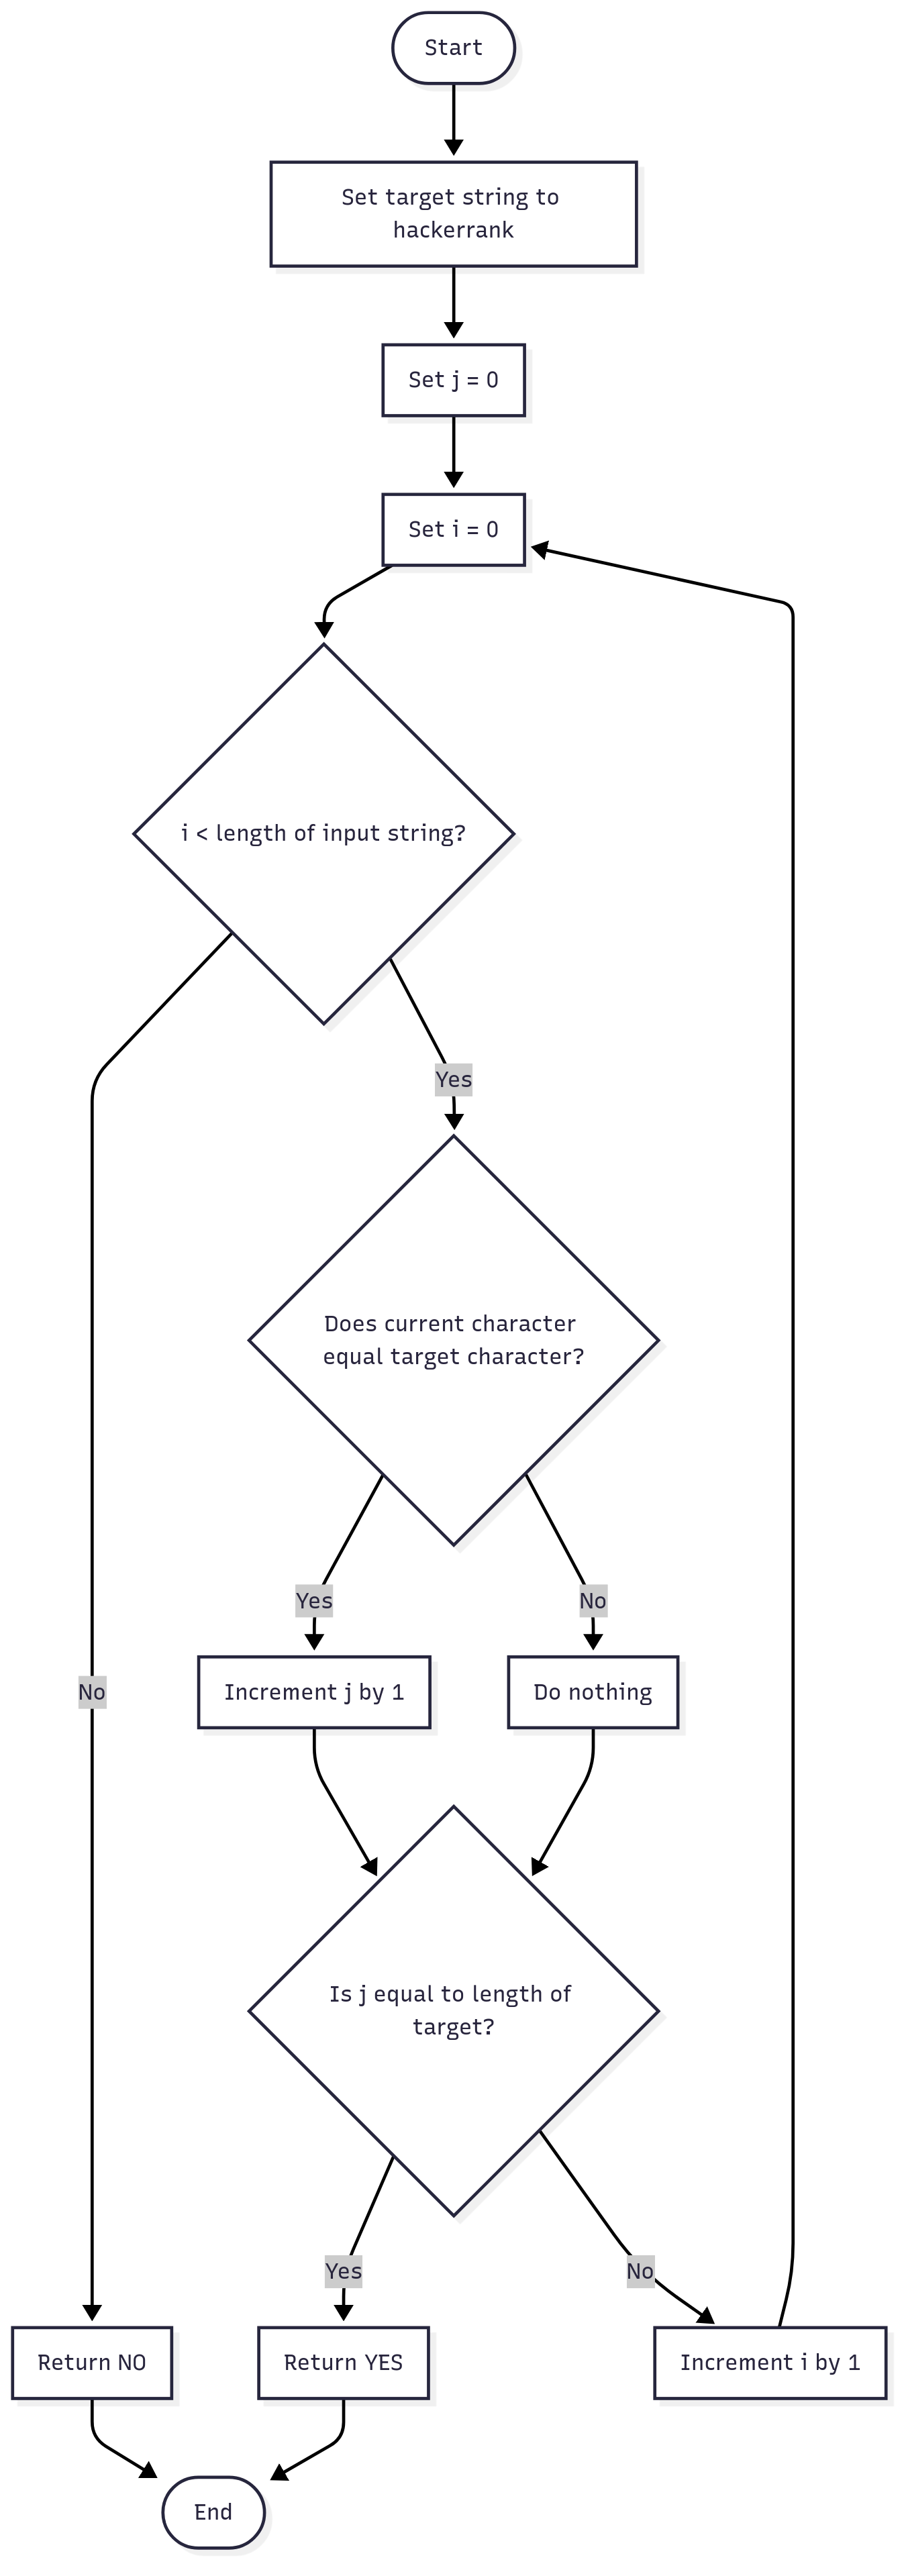 Start
Set target string to
hackerrank
Set j = 0
Set i = 0
i < length of input string?
Yes
Does current character
equal target character?
Yes
No
Increment j by 1
Do nothing
No
Is j equal to length of
target?
Yes
No
Return NO
Return YES
Increment i by 1
End